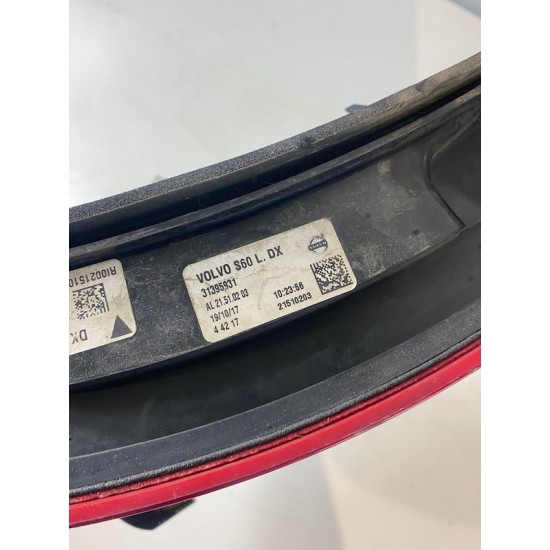 VOLVO S60 L. DX
31395931
AL 21.51.02 03
19/10/17
10:23:56
4 42 17
21510203
RI0021510
DX